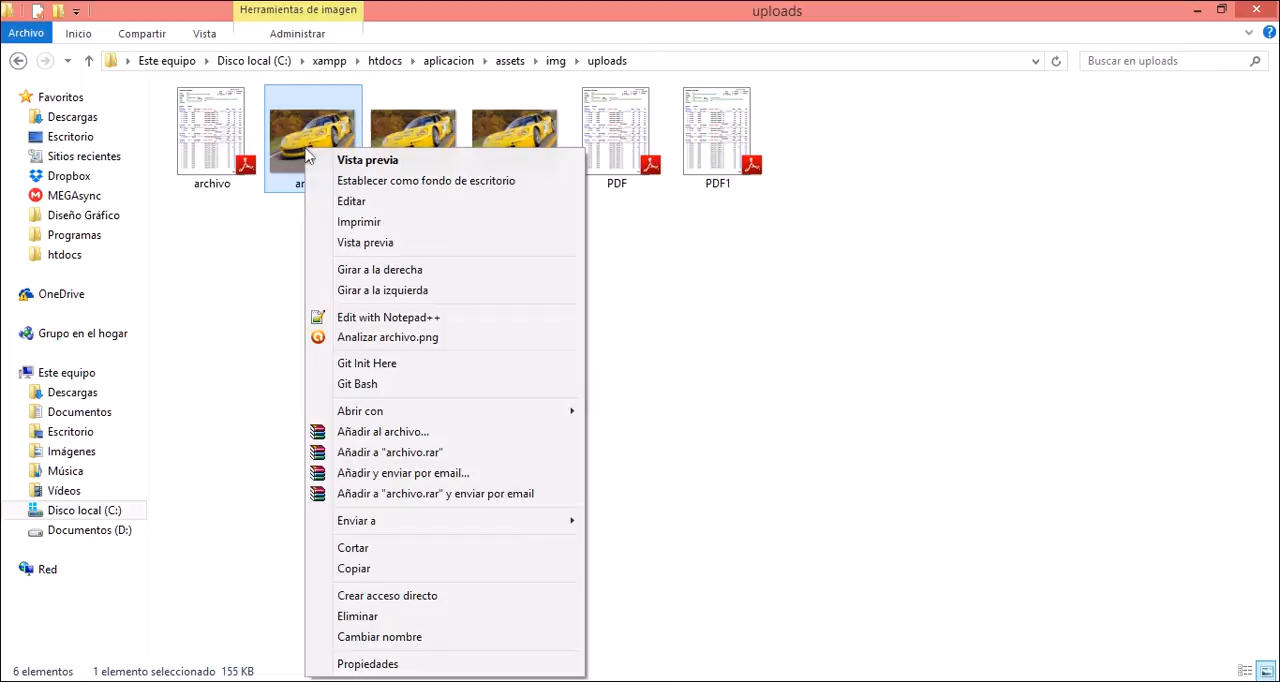 Herramientas de imagen
uploads
Archivo
Inicio
Compartir
Vista
Administrar
Este equipo
Disco local (C:)
xampp
htdocs
aplicacion
assets
img
uploads
Buscar en uploads
Favoritos
Descargas
Escritorio
Sitios recientes
Dropbox
MEGAsync
Diseño Gráfico
Programas
htdocs
OneDrive
Grupo en el hogar
Este equipo
Descargas
Documentos
Escritorio
Imágenes
Música
Vídeos
Disco local (C:)
Documentos (D:)
Red
archivo
ar
PDF
PDF1
Vista previa
Establecer como fondo de escritorio
Editar
Imprimir
Vista previa
Girar a la derecha
Girar a la izquierda
Edit with Notepad++
Analizar archivo.png
Git Init Here
Git Bash
Abrir con
Añadir al archivo...
Añadir a "archivo.rar"
Añadir y enviar por email...
Añadir a "archivo.rar" y enviar por email
Enviar a
Cortar
Copiar
Crear acceso directo
Eliminar
Cambiar nombre
Propiedades
6 elementos
1 elemento seleccionado 155 KB